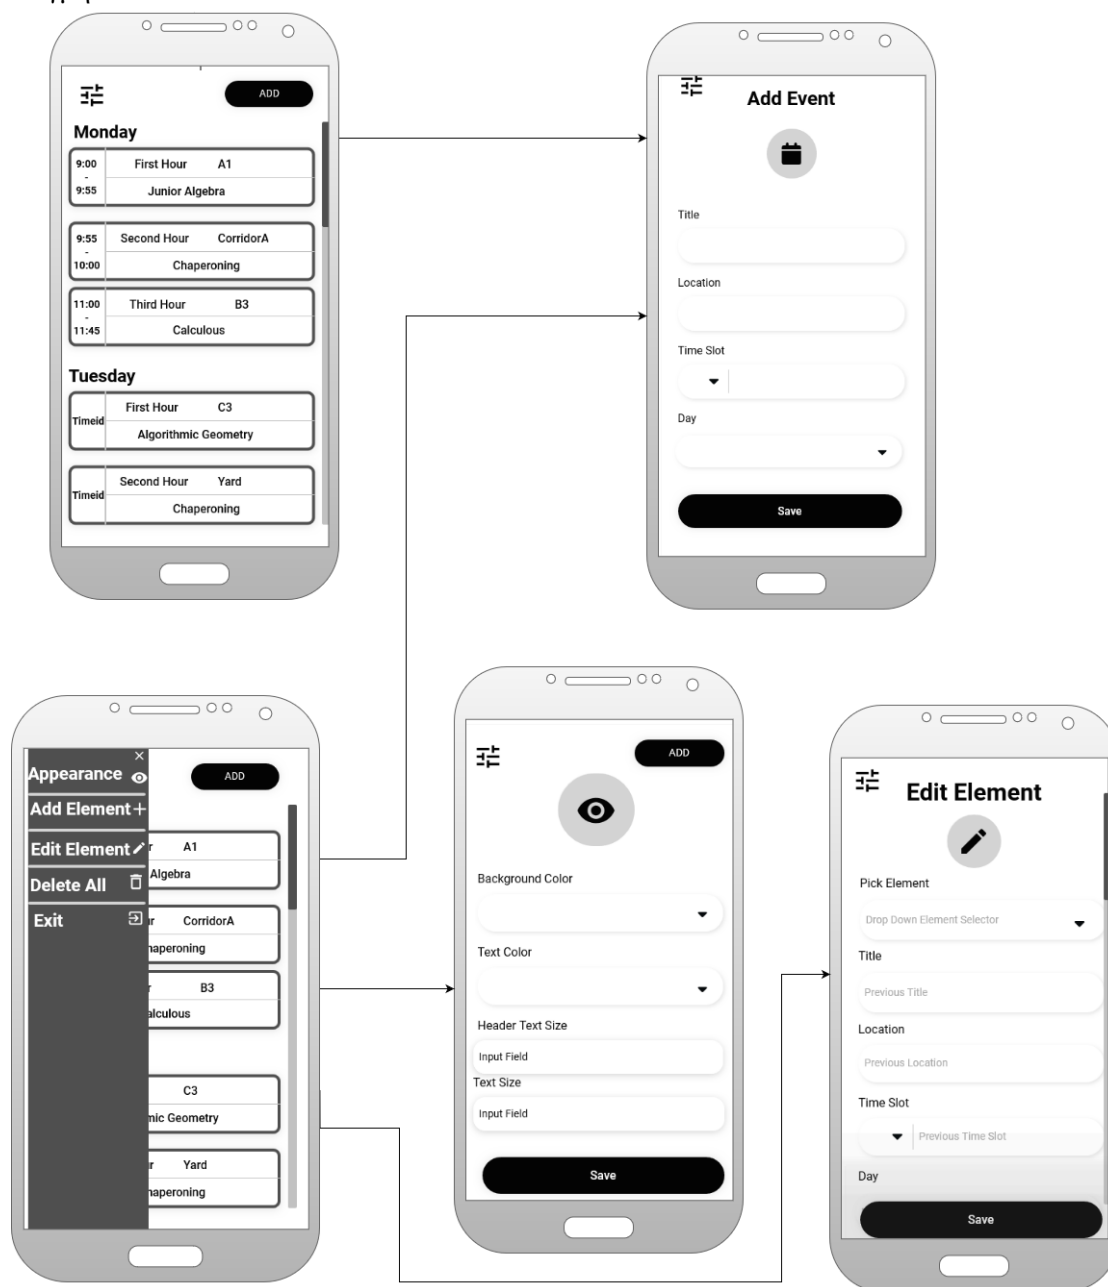 ADD
Monday
9:00
-
9:55
First Hour A1
Junior Algebra
9:55
-
10:00
Second Hour CorridorA
Chaperoning
11:00
-
11:45
Third Hour B3
Calculous
Tuesday
Timeid
First Hour C3
Algorithmic Geometry
Timeid
Second Hour Yard
Chaperoning
Add Event
Title
Location
Time Slot
Day
Save
Appearance
Add Element
Edit Element
Delete All
Exit
ADD
r A1
Algebra
ur CorridorA
haperoning
r B3
alculous
C3
mic Geometry
ur Yard
haperoning
ADD
Background Color
Text Color
Header Text Size
Input Field
Text Size
Input Field
Save
Edit Element
Pick Element
Drop Down Element Selector
Title
Previous Title
Location
Previous Location
Time Slot
Previous Time Slot
Day
Save